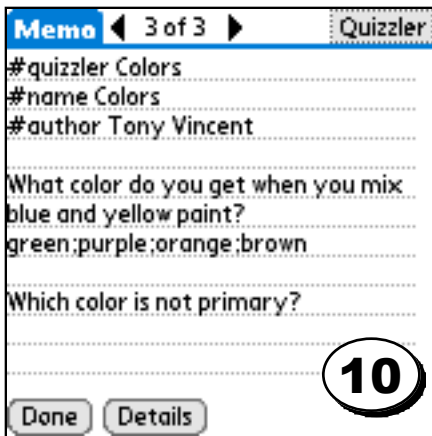 Memo 3 of 3 Quizzler
#quizzler Colors
#name Colors
#author Tony Vincent
What color do you get when you mix
blue and yellow paint?
green;purple;orange;brown
Which color is not primary?
10
Done Details